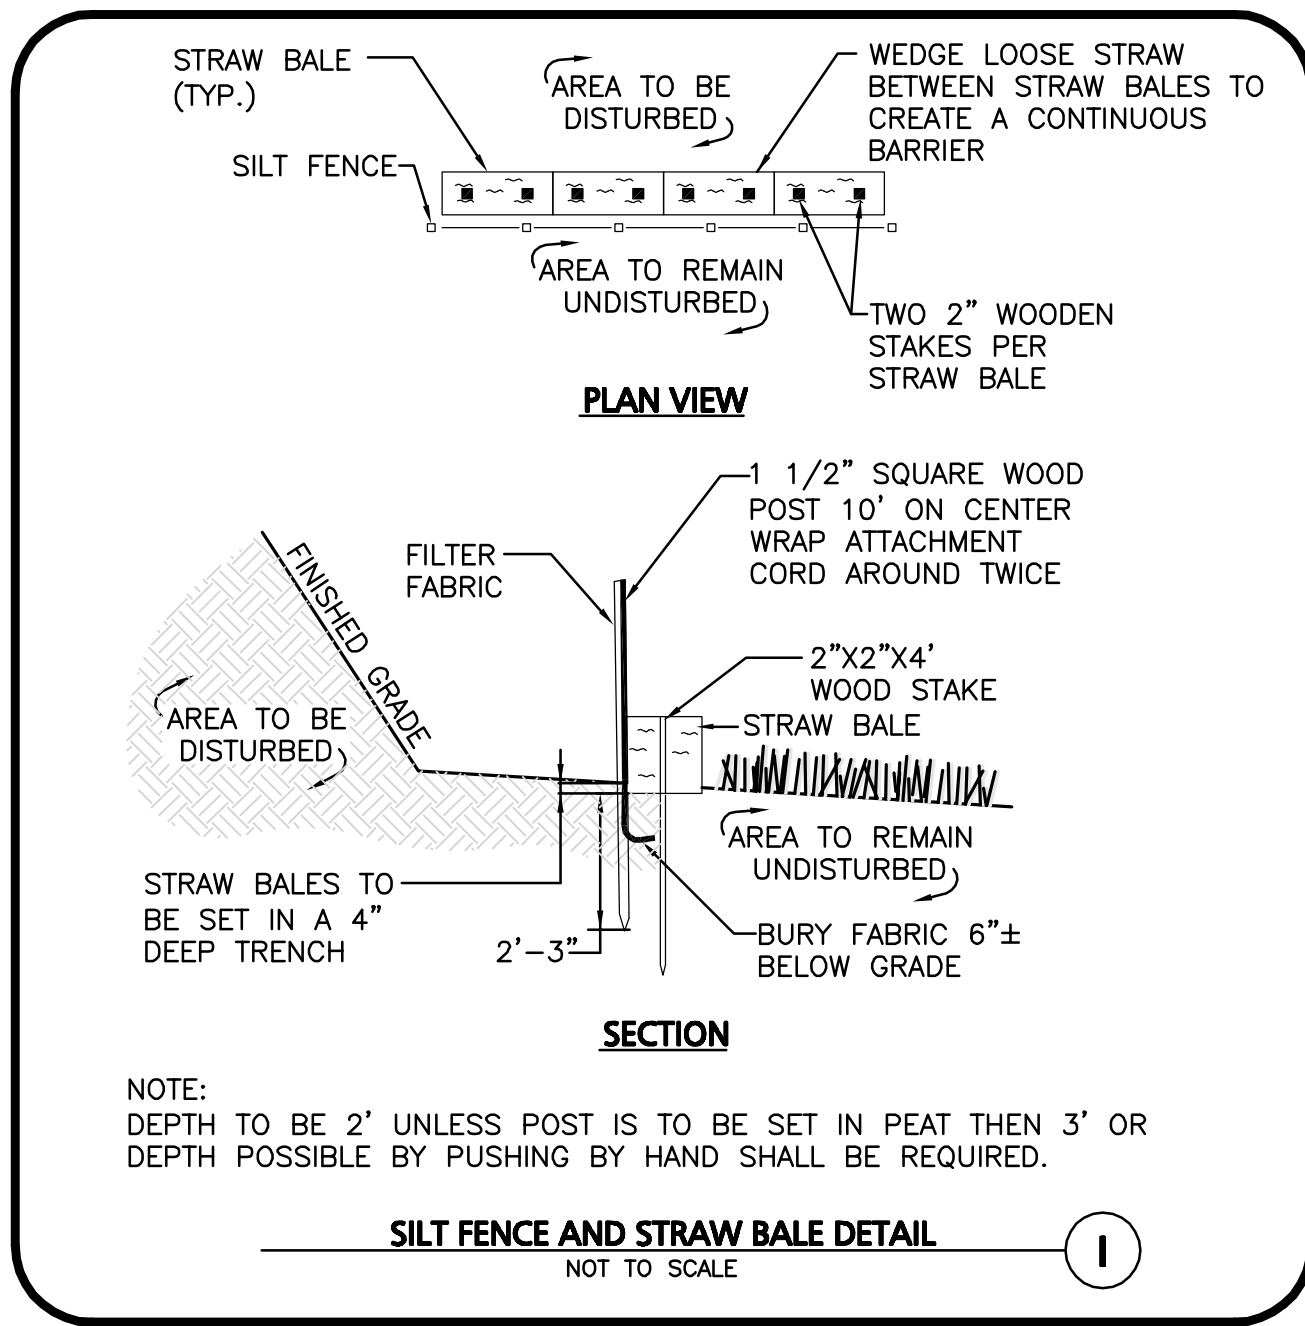 STRAW BALE
(TYP.)
AREA TO BE
DISTURBED
WEDGE LOOSE STRAW
BETWEEN STRAW BALES TO
CREATE A CONTINUOUS
BARRIER
SILT FENCE
AREA TO REMAIN
UNDISTURBED
TWO 2” WOODEN
STAKES PER
STRAW BALE
PLAN VIEW
1 1/2” SQUARE WOOD
POST 10’ ON CENTER
WRAP ATTACHMENT
CORD AROUND TWICE
FILTER
FABRIC
FINISHED GRADE
2”X2”X4’
WOOD STAKE
STRAW BALE
AREA TO BE
DISTURBED
AREA TO REMAIN
UNDISTURBED
STRAW BALES TO
BE SET IN A 4”
DEEP TRENCH
2’-3”
BURY FABRIC 6”±
BELOW GRADE
SECTION
NOTE:
DEPTH TO BE 2’ UNLESS POST IS TO BE SET IN PEAT THEN 3’ OR
DEPTH POSSIBLE BY PUSHING BY HAND SHALL BE REQUIRED.
SILT FENCE AND STRAW BALE DETAIL
NOT TO SCALE
I